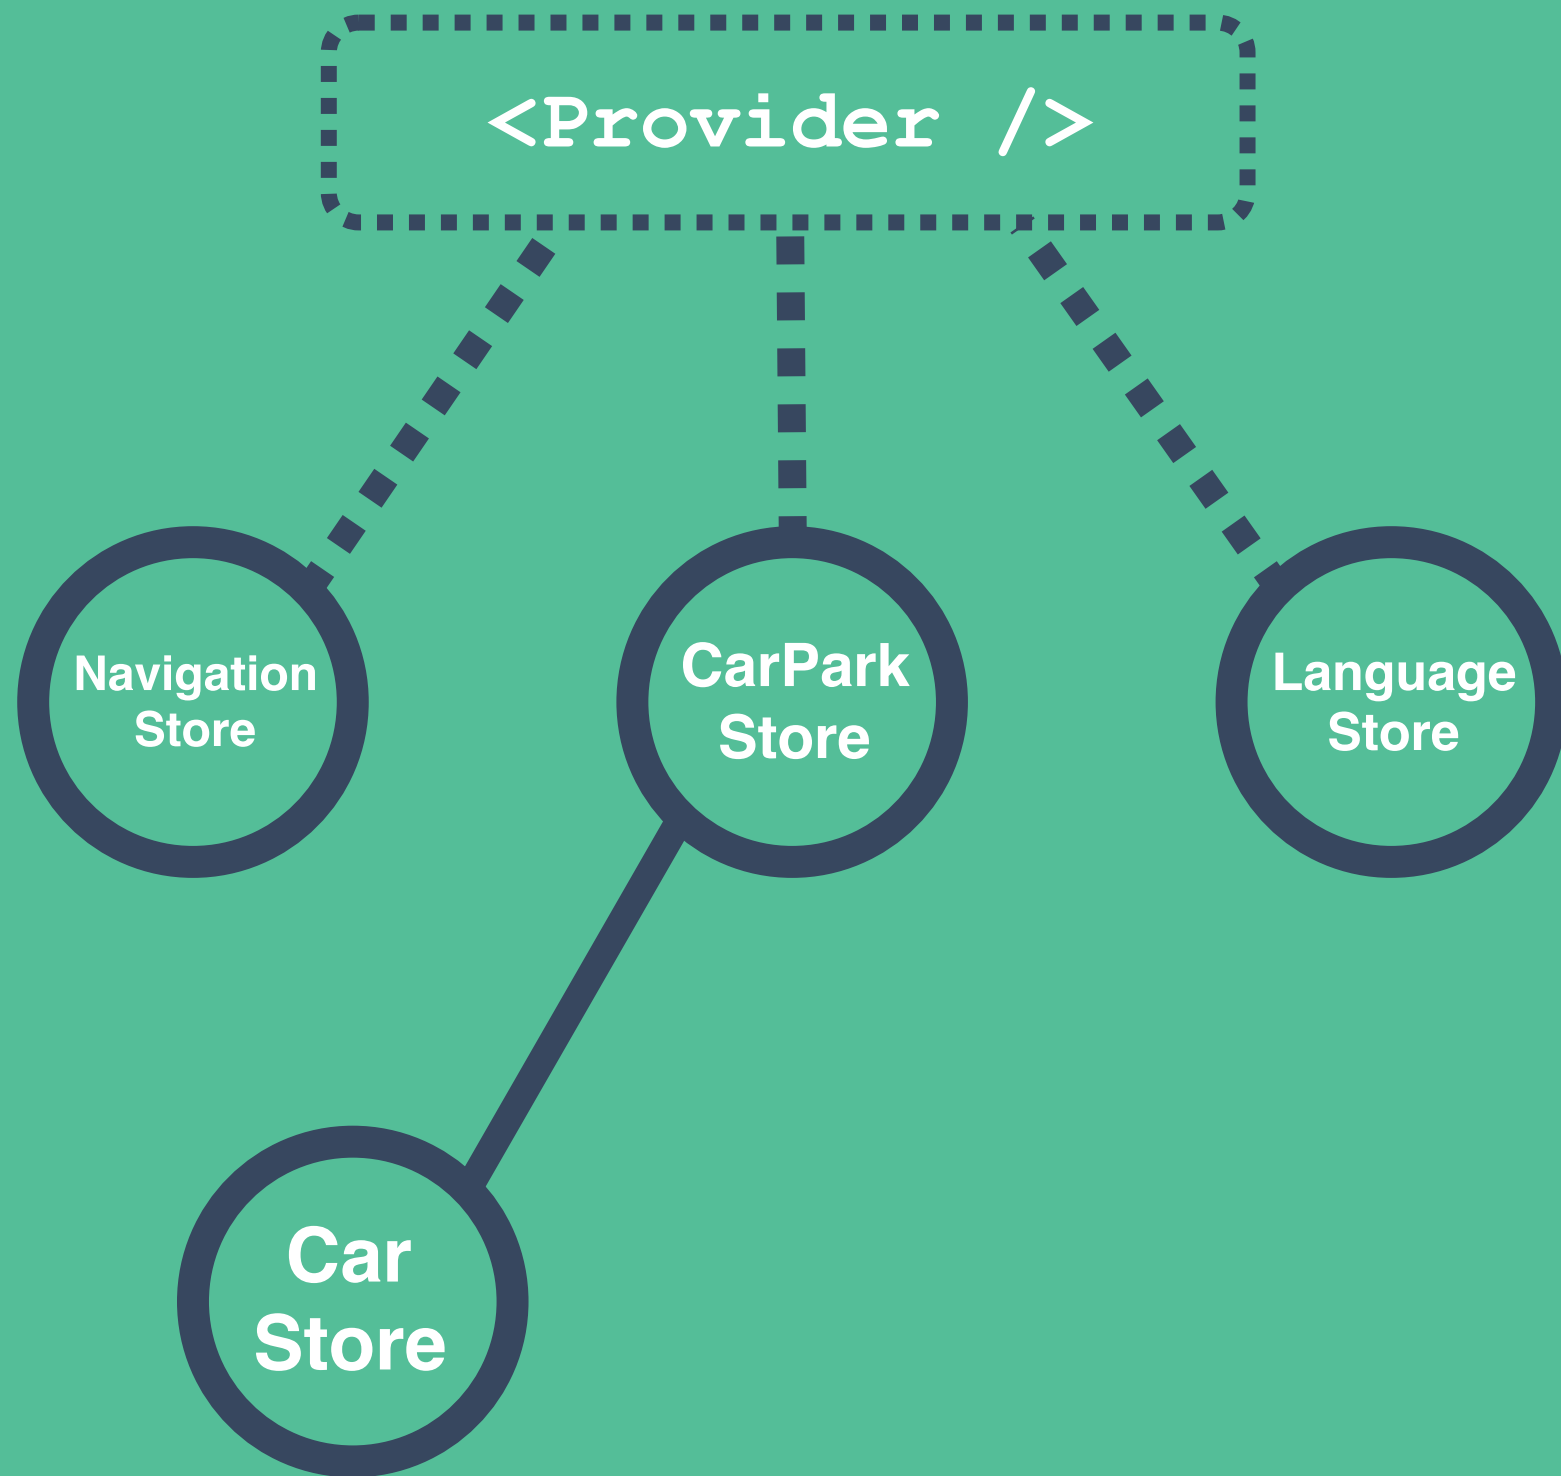 <Provider />
Navigation
Store
CarPark
Store
Language
Store
Car
Store